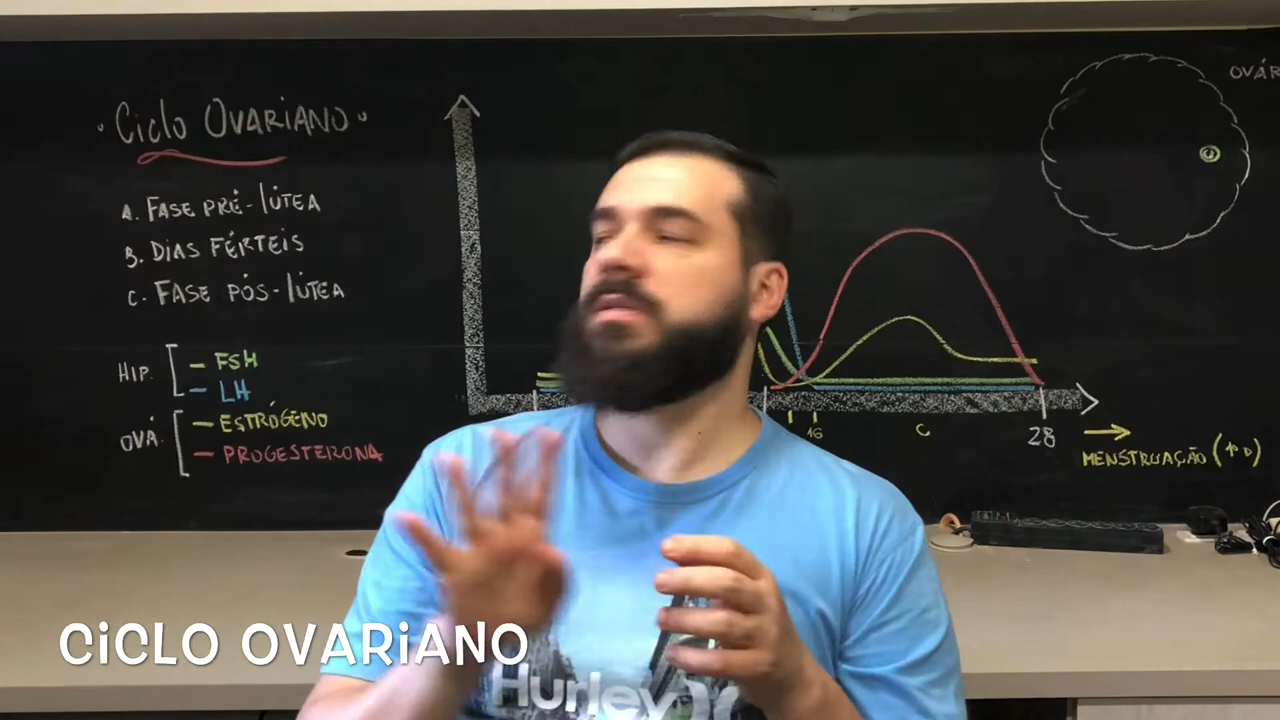 Ciclo OVARIANO
A. FASE PRÉ-LÚTEA
B. DIAS FÉRTEIS
C. FASE PÓS-LÚTEA
HIP.
FSH
LH
OVÁ.
ESTRÓGENO
PROGESTERONA
16
C
28
MENSTRUAÇÃO
OVÁR
CiCLO OVARiANO
Hurley